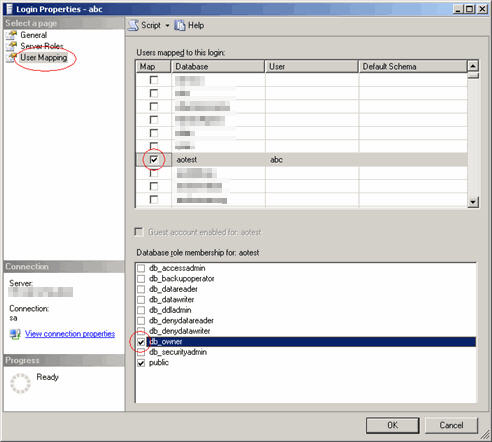 Login Properties - abc
Select a page
General
Server Roles
User Mapping
Script
Help
Users mapped to this login:
Map Database User Default Schema
aotest abc
Guest account enabled for: aotest
Database role membership for: aotest
db_accessadmin
db_backupoperator
db_datareader
db_datawriter
db_ddladmin
db_denydatareader
db_denydatawriter
db_owner
db_securityadmin
public
Connection
Server:
Connection:
sa
View connection properties
Progress
Ready
OK
Cancel